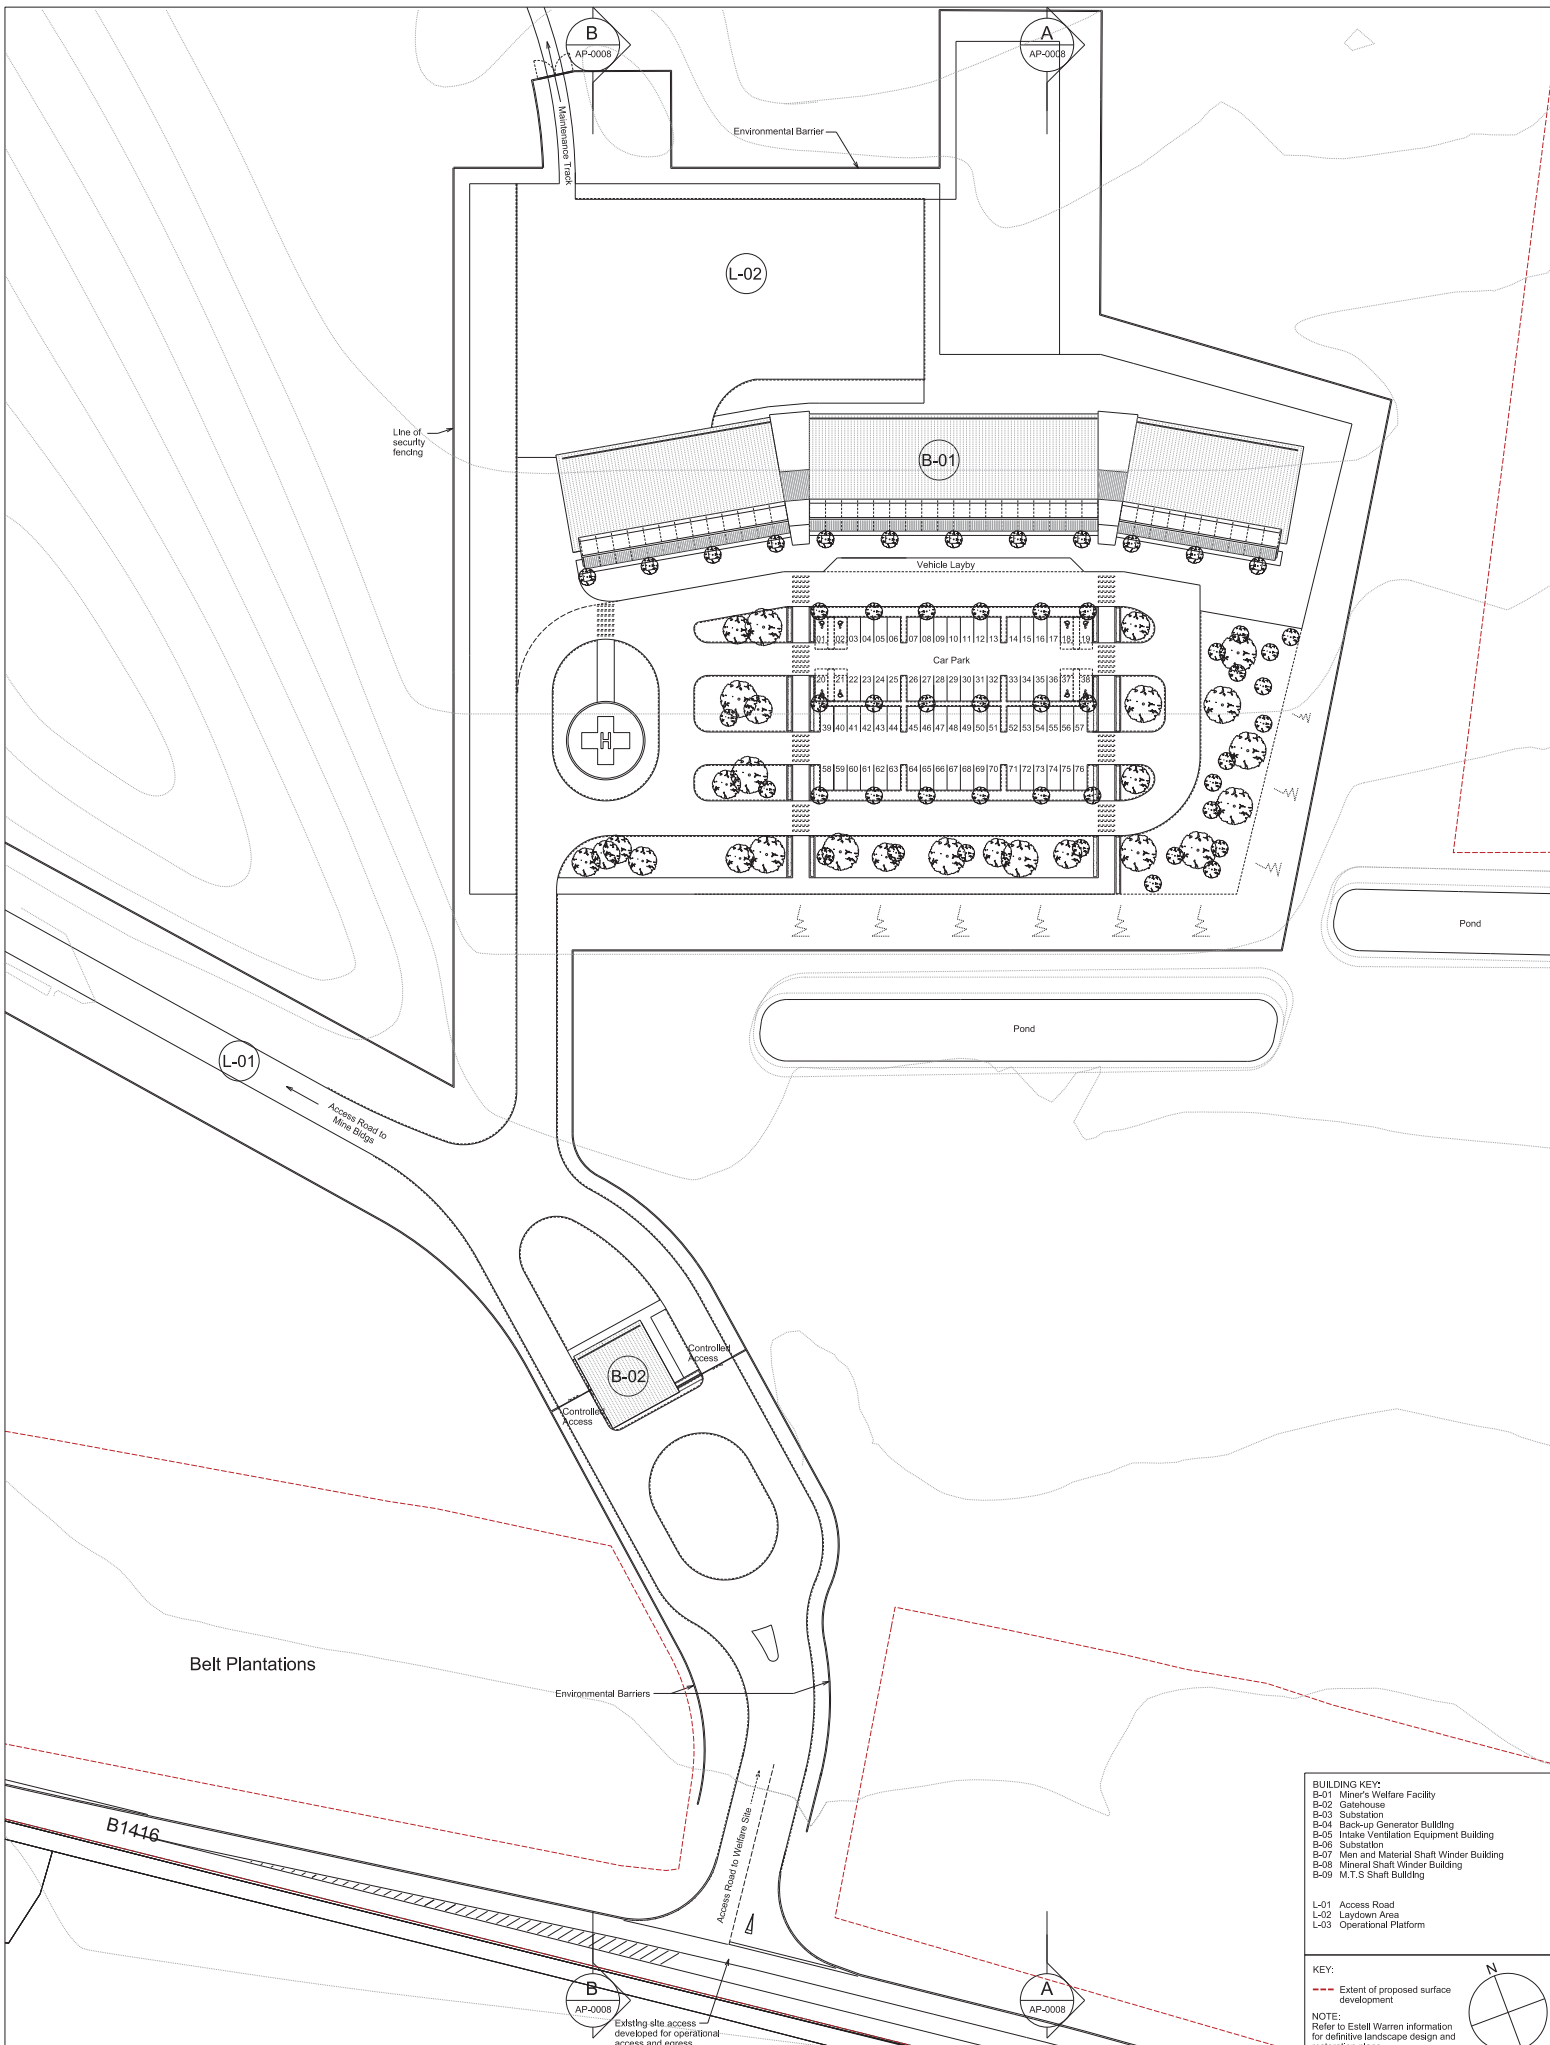 B
AP-0008
A
AP-0008
Maintenance Track
Environmental Barrier
L-02
Line of
security
fencing
B-01
Vehicle Layby
01 02 03 04 05 06 07 08 09 10 11 12 13 14 15 16 17 18 19
Car Park
20 21 22 23 24 25 26 27 28 29 30 31 32 33 34 35 36 37 38
39 40 41 42 43 44 45 46 47 48 49 50 51 52 53 54 55 56 57
H
58 59 60 61 62 63 64 65 66 67 68 69 70 71 72 73 74 75 76
Pond
Pond
L-01
Access Road to
Mine Bldgs
Controlled
Access
B-02
Controlled
Access
Belt Plantations
Environmental Barriers
Access Road to Welfare Site
B1416
B
AP-0008
A
AP-0008
Existing site access
developed for operational
access and egress
BUILDING KEY:
B-01 Miner's Welfare Facility
B-02 Gatehouse
B-03 Substation
B-04 Back-up Generator Building
B-05 Intake Ventilation Equipment Building
B-06 Substation
B-07 Men and Material Shaft Winder Building
B-08 Mineral Shaft Winder Building
B-09 M.T.S Shaft Building
L-01 Access Road
L-02 Laydown Area
L-03 Operational Platform
KEY:
N
Extent of proposed surface
development
NOTE:
Refer to Estell Warren information
for definitive landscape design and